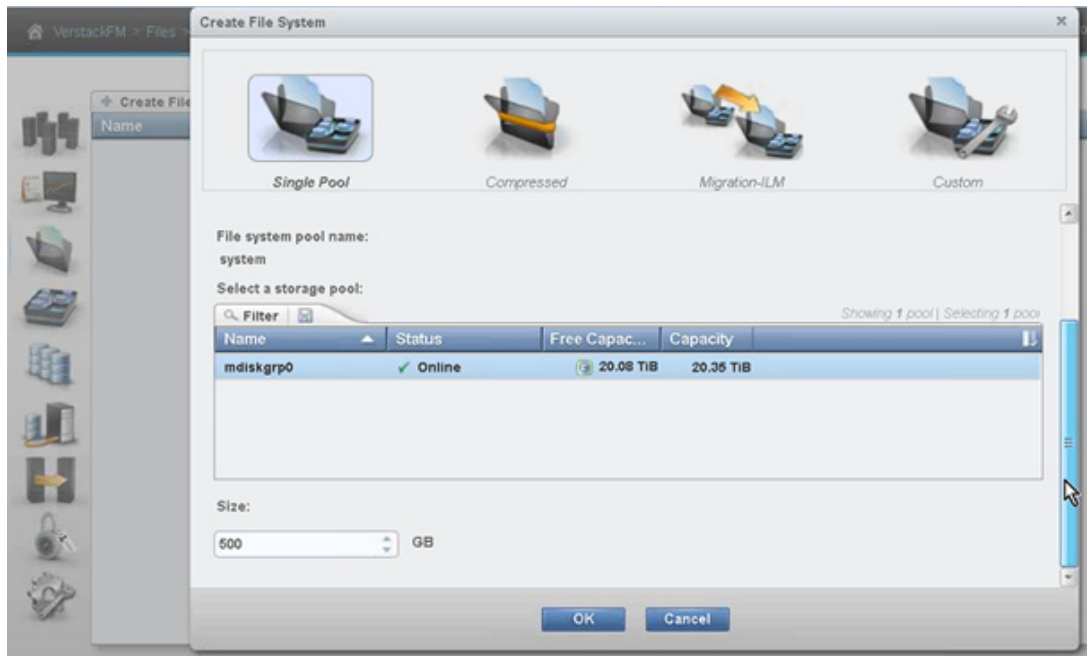 VerstackFM > Files >
Create File System
Create File
Name
Single Pool
Compressed
Migration-ILM
Custom
File system pool name:
system
Select a storage pool:
Filter
Showing 1 pool | Selecting 1 pool
Name Status Free Capac... Capacity
mdiskgrp0 Online 20.08 TiB 20.35 TiB
Size:
500 GB
OK Cancel